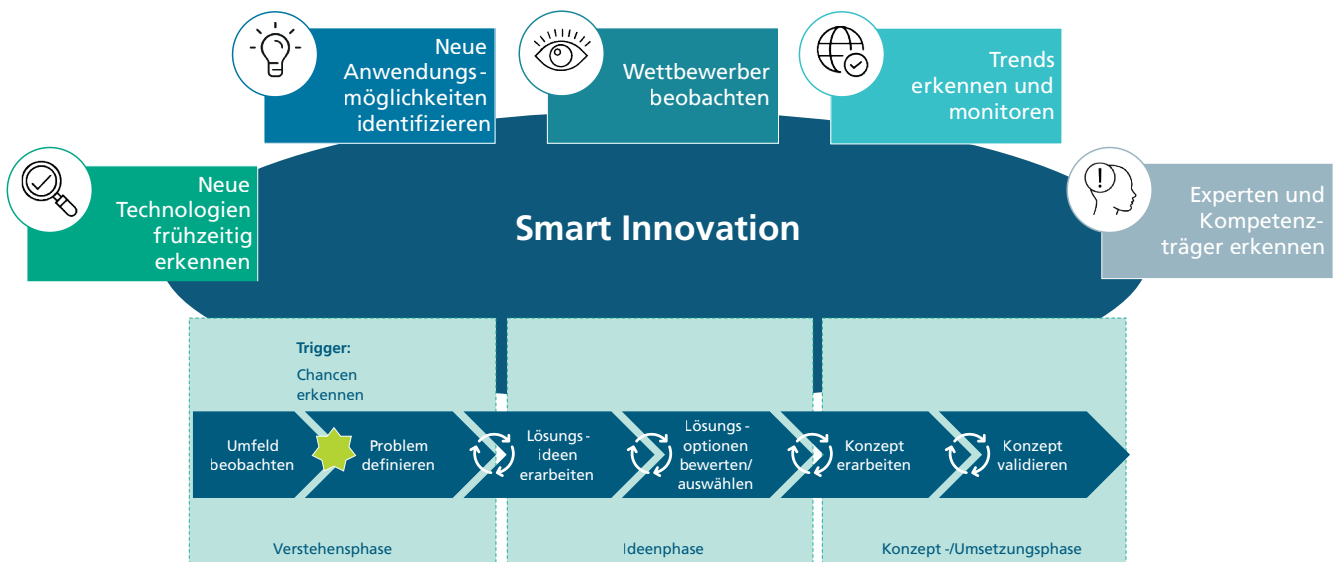 Neue
Anwendungs-
möglichkeiten
identifizieren
Wettbewerber
beobachten
Trends
erkennen und
monitoren
Neue
Technologien
frühzeitig
erkennen
Experten und
Kompetenz-
träger erkennen
Smart Innovation
Trigger:
Chancen
erkennen
Umfeld
beobachten
Problem
definieren
Lösungs-
ideen
erarbeiten
Lösungs-
optionen
bewerten/
auswählen
Konzept
erarbeiten
Konzept
validieren
Verstehensphase
Ideenphase
Konzept-/Umsetzungsphase